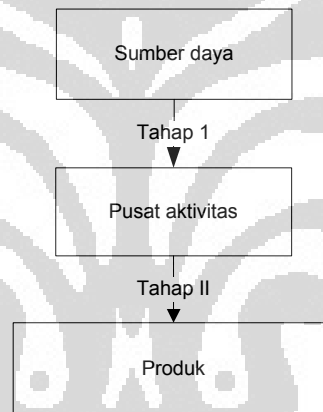 Sumber daya
Tahap 1
Pusat aktivitas
Tahap II
Produk